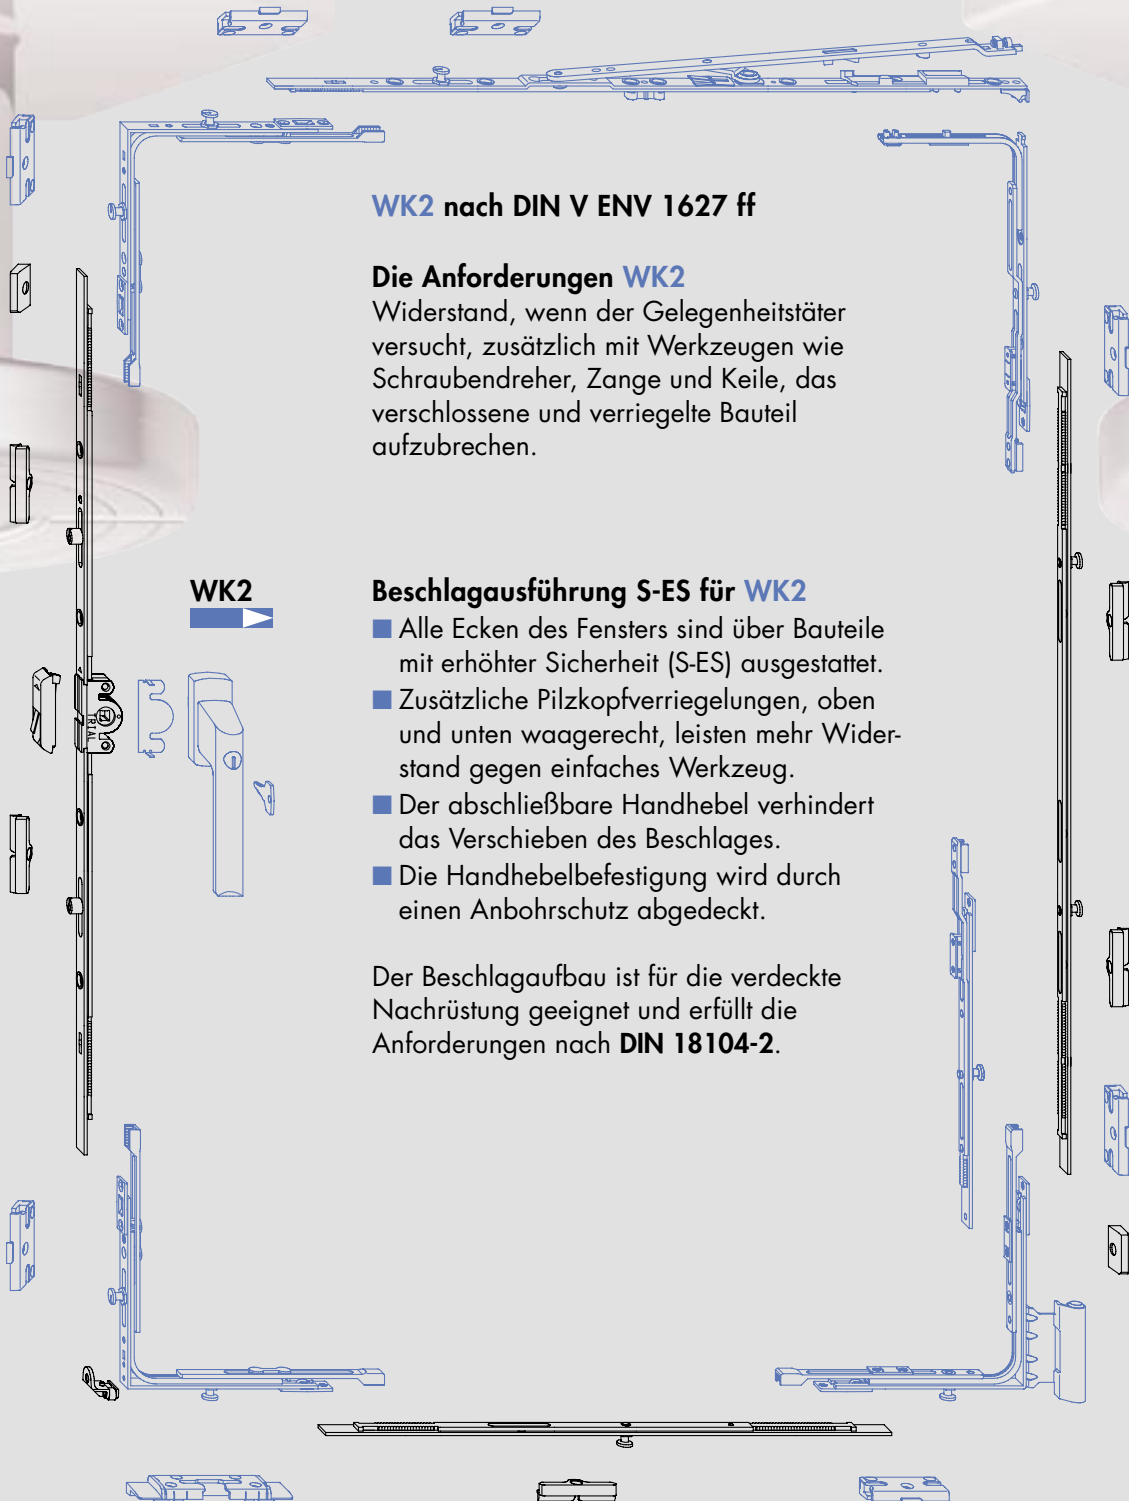 WK2 nach DIN V ENV 1627 ff
Die Anforderungen WK2
Widerstand, wenn der Gelegenheitstäter
versucht, zusätzlich mit Werkzeugen wie
Schraubendreher, Zange und Keile, das
verschlossene und verriegelte Bauteil
aufzubrechen.
WK2
Beschlagausführung S-ES für WK2
Alle Ecken des Fensters sind über Bauteile
mit erhöhter Sicherheit (S-ES) ausgestattet.
Zusätzliche Pilzkopfverriegelungen, oben
und unten waagerecht, leisten mehr Wider-
stand gegen einfaches Werkzeug.
Der abschließbare Handhebel verhindert
das Verschieben des Beschlages.
Die Handhebelbefestigung wird durch
einen Anbohrschutz abgedeckt.
Der Beschlagaufbau ist für die verdeckte
Nachrüstung geeignet und erfüllt die
Anforderungen nach DIN 18104-2.
TRIAL